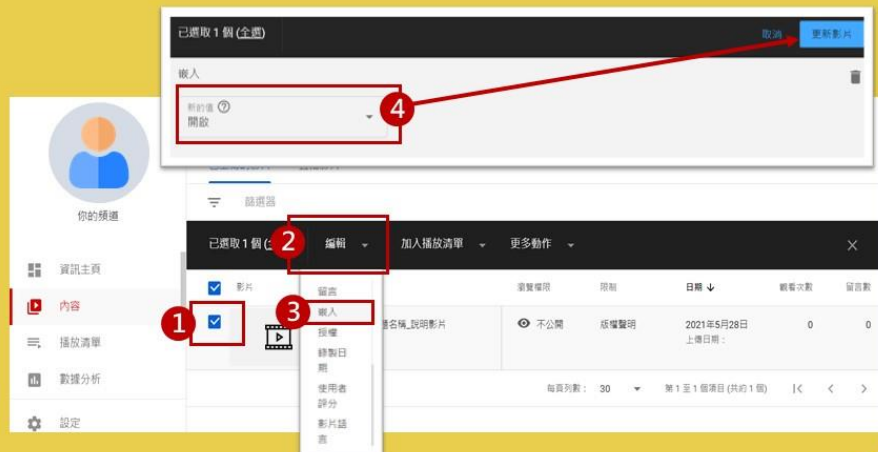 已選取 1 個 (全選)
取消
更新影片
嵌入
新的值
開啟
4
你的頻道
篩選器
已選取 1 個 (
2
編輯
加入播放清單
更多動作
資訊主頁
內容
播放清單
數據分析
設定
影片
瀏覽權限
限制
日期
觀看次數
留言數
1
留言
3
嵌入
授權
錄製日
期
使用者
評分
影片語
言
名稱_說明影片
不公開
版權聲明
2021年5月28日
上傳日期：
0
0
每頁列數：
30
第 1 至 1 個項目 (共約 1 個)